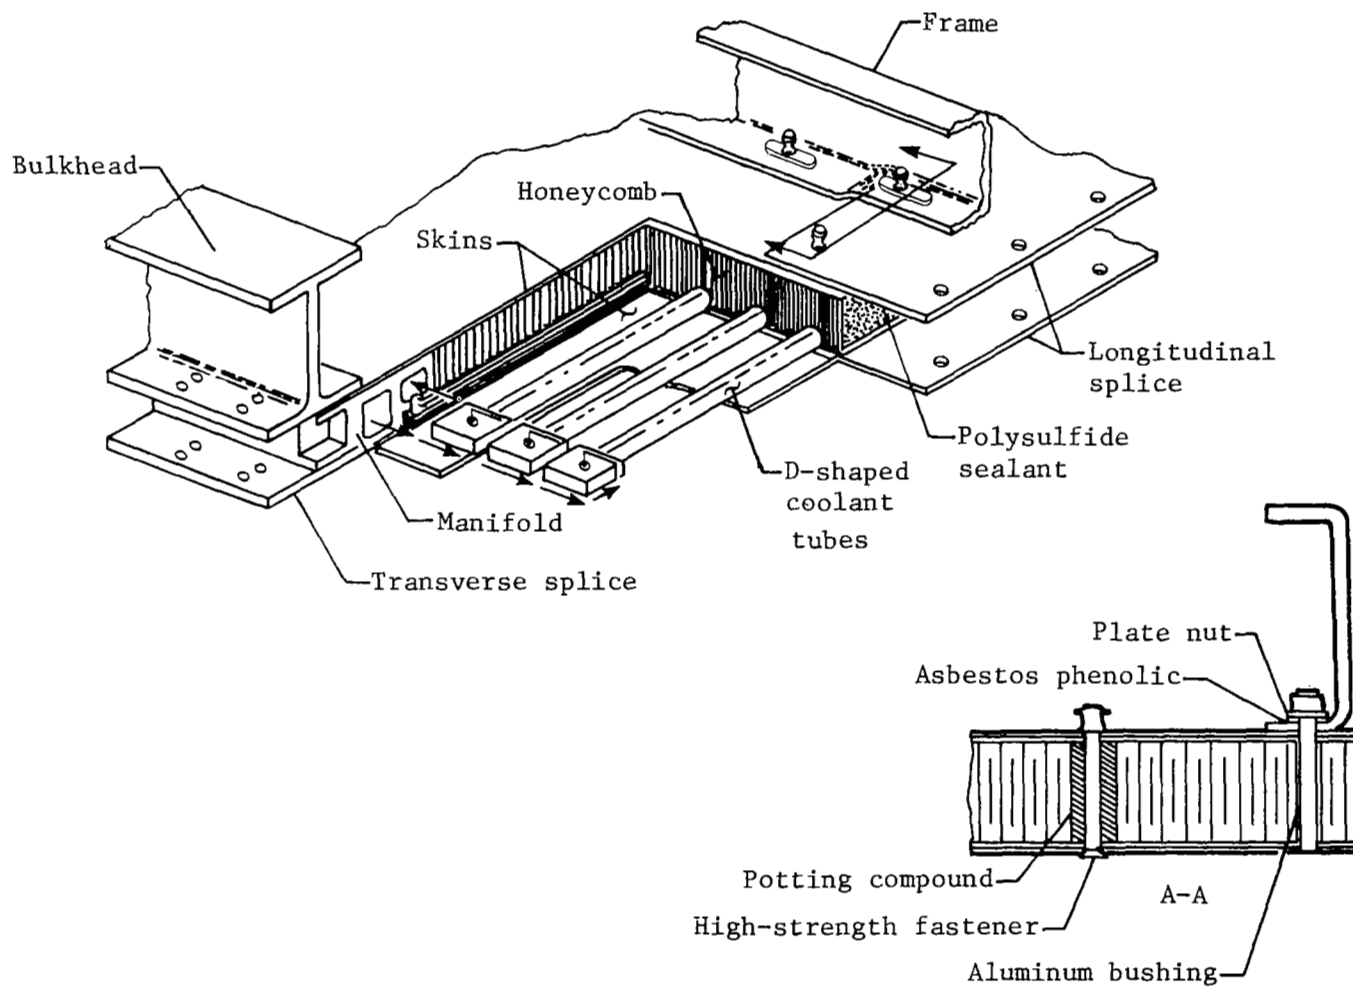 Frame
Bulkhead
Honeycomb
Skins
Longitudinal
splice
Polysulfide
sealant
D-shaped
coolant
tubes
Manifold
Transverse splice
Plate nut
Asbestos phenolic
Potting compound
A-A
High-strength fastener
Aluminum bushing